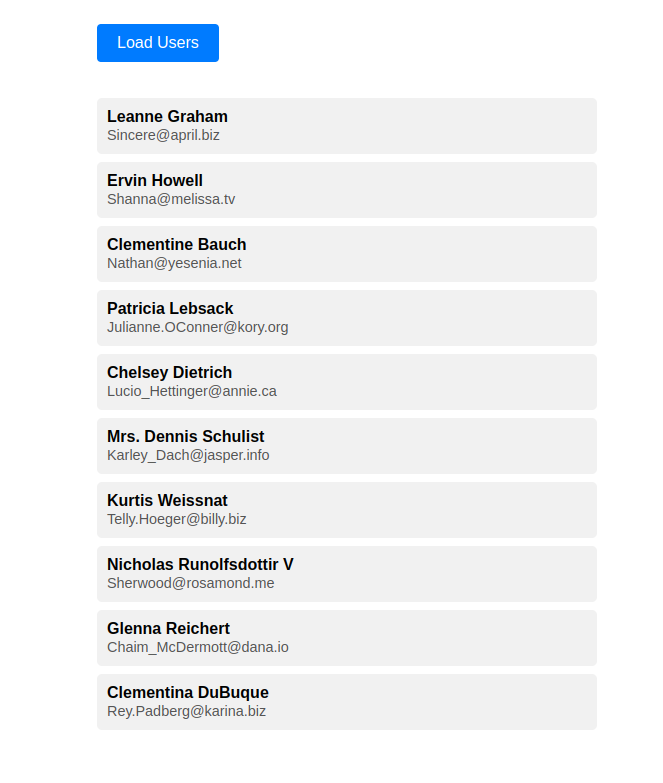 Load Users
Leanne Graham
Sincere@april.biz
Ervin Howell
Shanna@melissa.tv
Clementine Bauch
Nathan@yesenia.net
Patricia Lebsack
Julianne.OConner@kory.org
Chelsey Dietrich
Lucio_Hettinger@annie.ca
Mrs. Dennis Schulist
Karley_Dach@jasper.info
Kurtis Weissnat
Telly.Hoeger@billy.biz
Nicholas Runolfsdottir V
Sherwood@rosamond.me
Glenna Reichert
Chaim_McDermott@dana.io
Clementina DuBuque
Rey.Padberg@karina.biz